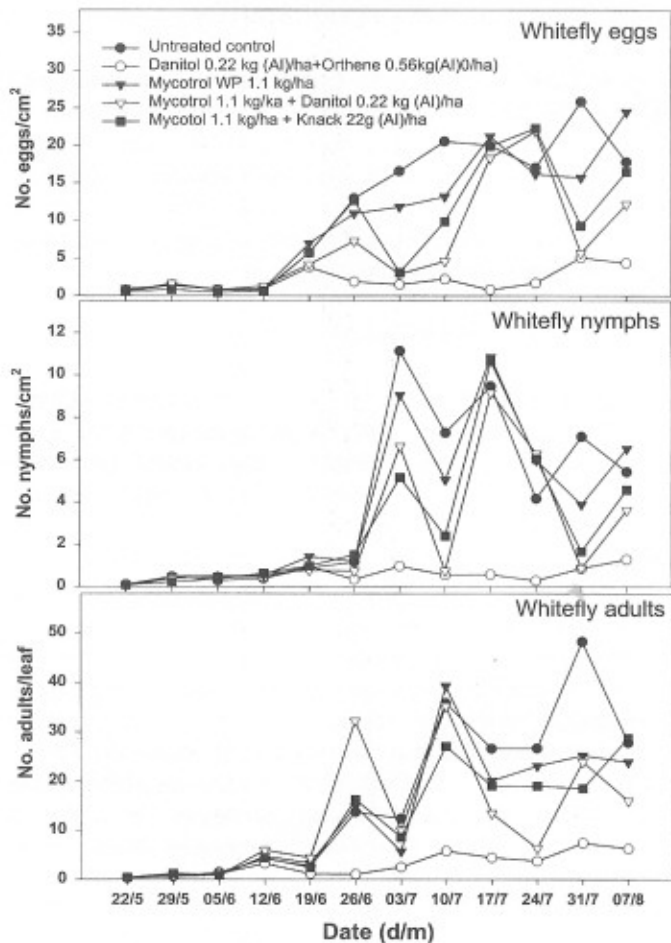 Whitefly eggs
Untreated control
Danitol 0.22 kg (AI)/ha+Orthene 0.56kg(AI)0/ha)
Mycotrol WP 1.1 kg/ha
Mycotrol 1.1 kg/ka + Danitol 0.22 kg (AI)/ha
Mycotol 1.1 kg/ha + Knack 22g (AI)/ha
No. eggs/cm²
35
30
25
20
15
10
5
0
Whitefly nymphs
No. nymphs/cm²
12
10
8
6
4
2
0
Whitefly adults
No. adults/leaf
50
40
30
20
10
0
22/5 29/5 05/6 12/6 19/6 26/6 03/7 10/7 17/7 24/7 31/7 07/8
Date (d/m)